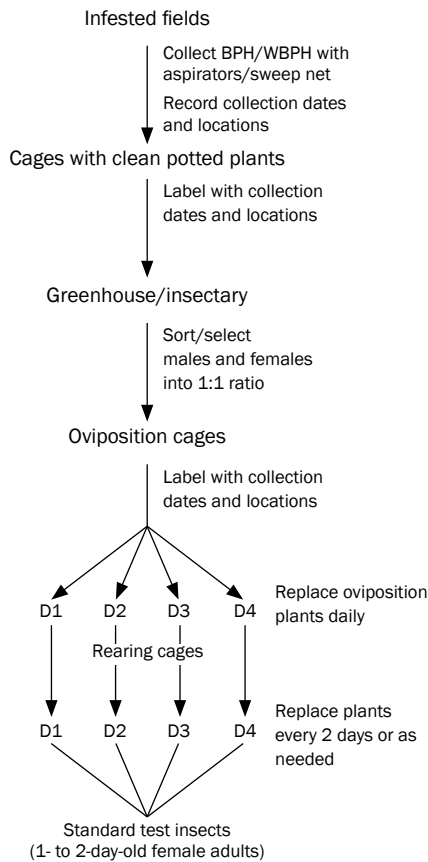 Infested fields
Collect BPH/WBPH with
aspirators/sweep net
Record collection dates
and locations
Cages with clean potted plants
Label with collection
dates and locations
Greenhouse/insectary
Sort/select
males and females
into 1:1 ratio
Oviposition cages
Label with collection
dates and locations
D1 D2 D3 D4
Replace oviposition
plants daily
Rearing cages
D1 D2 D3 D4
Replace plants
every 2 days or as
needed
Standard test insects
(1- to 2-day-old female adults)